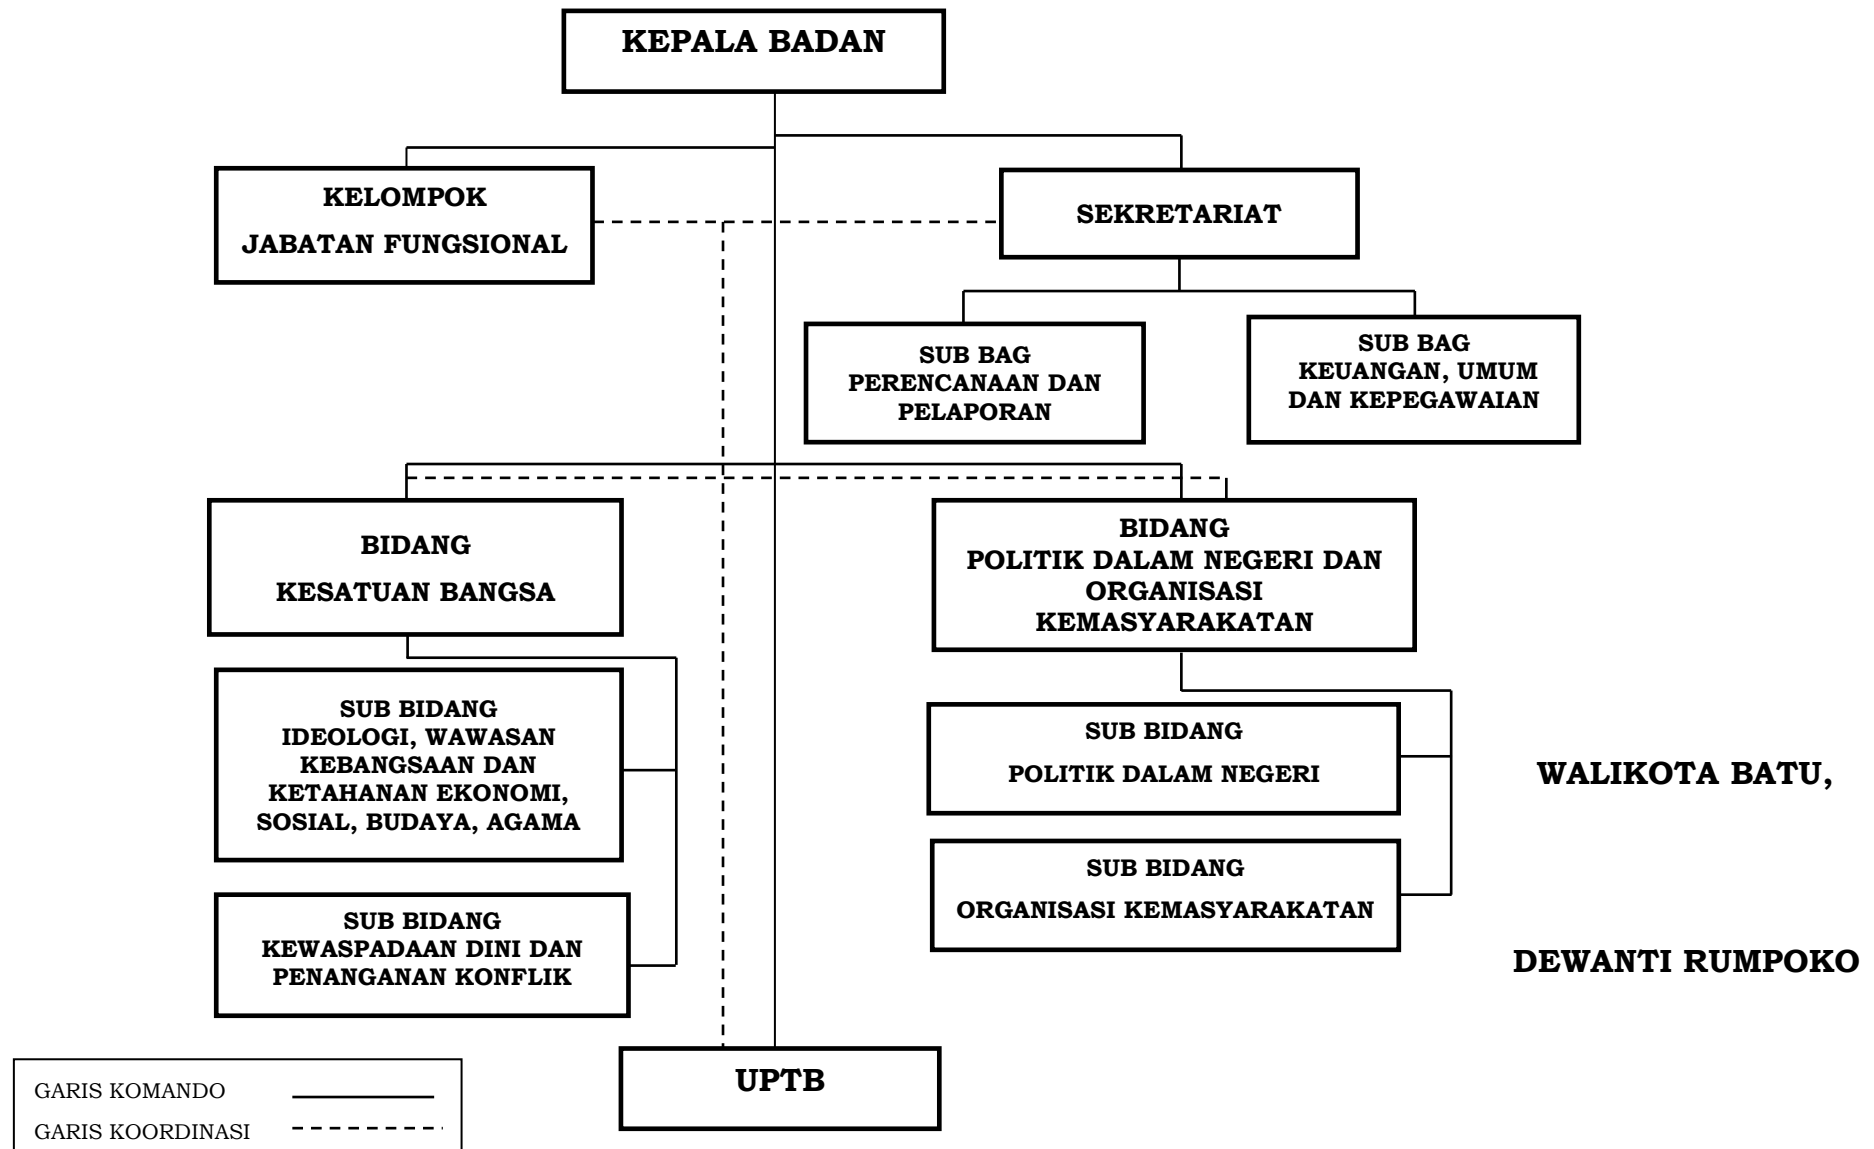 KEPALA BADAN
KELOMPOK
JABATAN FUNGSIONAL
SEKRETARIAT
SUB BAG
PERENCANAAN DAN
PELAPORAN
SUB BAG
KEUANGAN, UMUM
DAN KEPEGAWAIAN
BIDANG
KESATUAN BANGSA
BIDANG
POLITIK DALAM NEGERI DAN
ORGANISASI
KEMASYARAKATAN
SUB BIDANG
IDEOLOGI, WAWASAN
KEBANGSAAN DAN
KETAHANAN EKONOMI,
SOSIAL, BUDAYA, AGAMA
SUB BIDANG
POLITIK DALAM NEGERI
SUB BIDANG
KEWASPADAAN DINI DAN
PENANGANAN KONFLIK
SUB BIDANG
ORGANISASI KEMASYARAKATAN
WALIKOTA BATU,
DEWANTI RUMPOKO
UPTB
GARIS KOMANDO
GARIS KOORDINASI